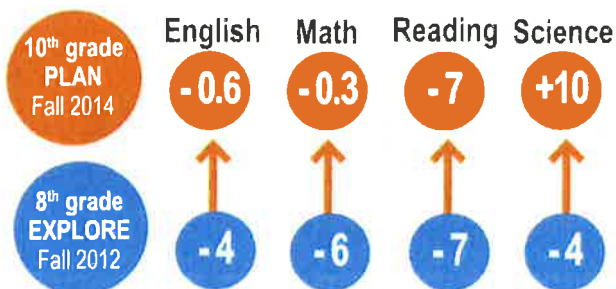 10th grade
PLAN
Fall 2014
English Math Reading Science
- 0.6 - 0.3 - 7 +10
8th grade
EXPLORE
Fall 2012
- 4 - 6 - 7 - 4